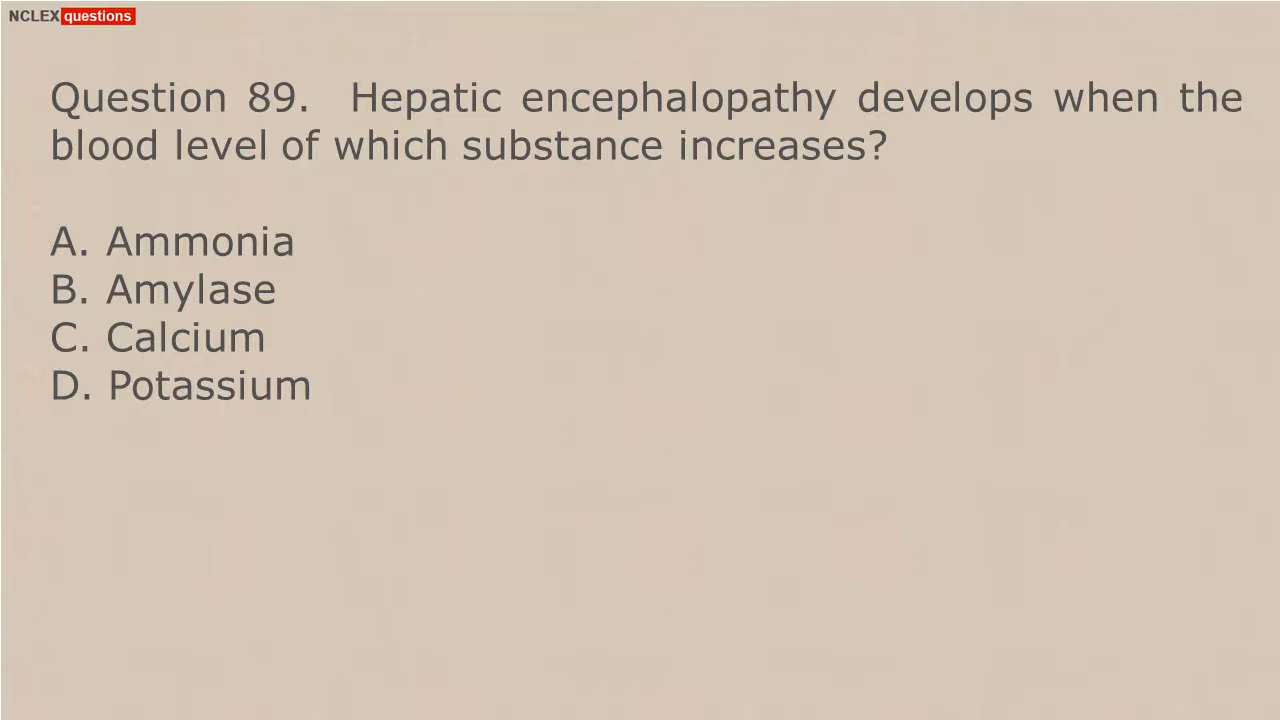 NCLEX questions
Question 89. Hepatic encephalopathy develops when the
blood level of which substance increases?
A. Ammonia
B. Amylase
C. Calcium
D. Potassium